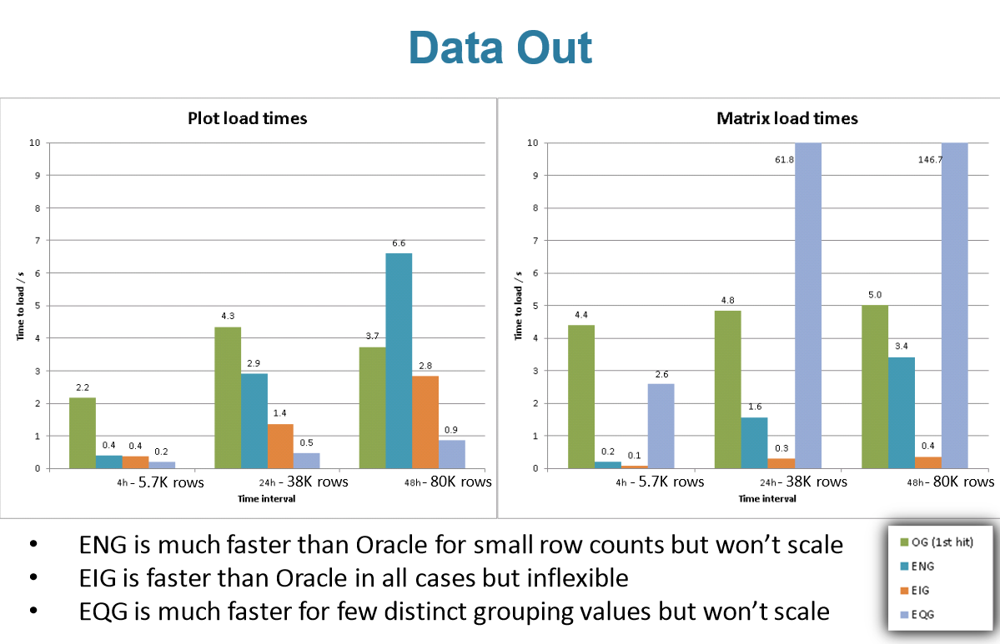 Data Out
Plot load times
10
9
8
7
6
5
4
3
2
1
0
Time to load / s
2.2
0.4
0.4
0.2
4.3
2.9
1.4
0.5
3.7
6.6
2.8
0.9
4h - 5.7K rows
24h - 38K rows
48h - 80K rows
Time interval
Matrix load times
10
9
8
7
6
5
4
3
2
1
0
Time to load / s
4.4
0.2
0.1
2.6
4.8
1.6
0.3
61.8
5.0
3.4
0.4
146.7
4h - 5.7K rows
24h - 38K rows
48h - 80K rows
Time interval
• ENG is much faster than Oracle for small row counts but won’t scale
• EIG is faster than Oracle in all cases but inflexible
• EQG is much faster for few distinct grouping values but won’t scale
OG (1st hit)
ENG
EIG
EQG